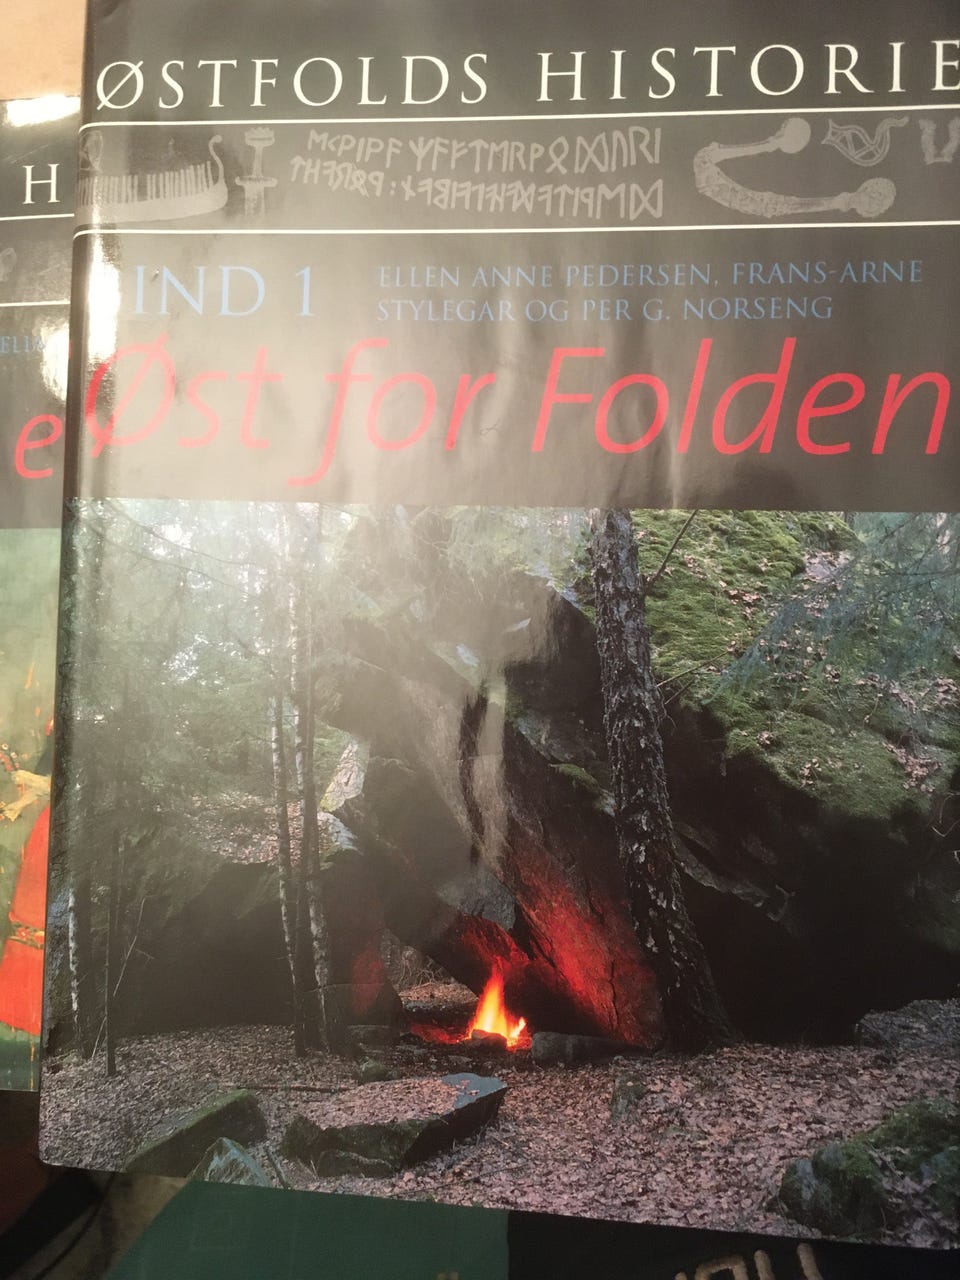 ØSTFOLDS HISTORIE
H
IND 1
ELLEN ANNE PEDERSEN, FRANS-ARNE
STYLEGAR OG PER G. NORSENG
Øst for Folden
e